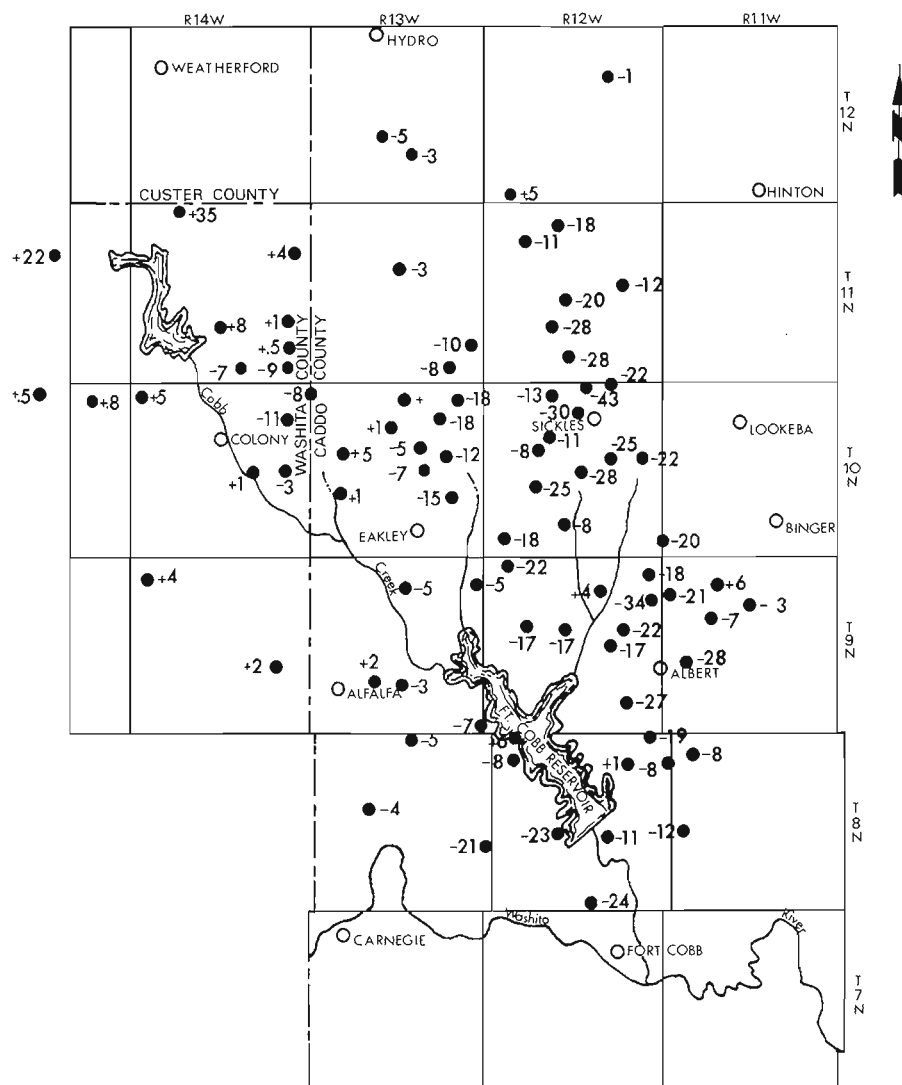 R14W R13W R12W R11W
HYDRO
WEATHERFORD
-1
T
12
N
-5
-3
CUSTER COUNTY
+.5
HINTON
+35
-18
-11
+22
+4
-3
-12
-20
T
11
N
+8
+1
-28
WASHITA COUNTY
CADDO COUNTY
+.5
-10
-28
-7
-9
-8
-22
+.5
+.8
+5
Cobb
-8
+
-18
-13
-43
-30
-11
+1
-18
SICKLES
LOOKEBA
COLONY
-5
-11
-8
-25
+5
-12
-22
T
10
N
+1
-3
-7
-28
+1
-15
-25
EAKLEY
-8
BINGER
-18
-20
Creek
-22
+4
-5
-5
+4
-18
+6
-34
-21
- 3
-7
-17
-17
-22
T
9
N
-17
+2
+2
-28
ALFALFA
-3
ALBERT
-27
-7
FT. COBB RESERVOIR
-5
+6
-19
-8
+1
-8
-8
-4
T
8
N
-21
-23
-11
-12
-24
Washita
River
CARNEGIE
FORT COBB
T
7
N